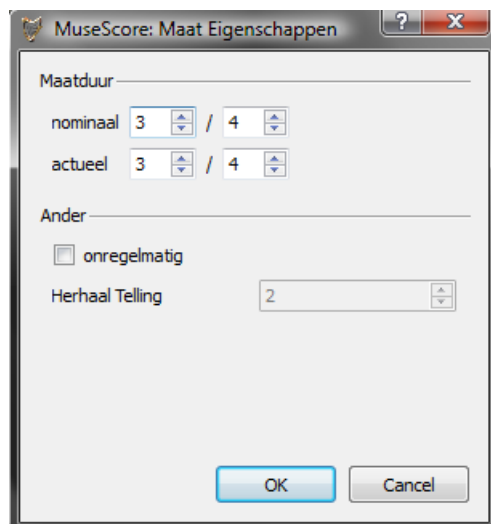 MuseScore: Maat Eigenschappen ? X
Maatduur
nominaal 3 / 4
actueel 3 / 4
Ander
onregelmatig
Herhaal Telling 2
OK Cancel